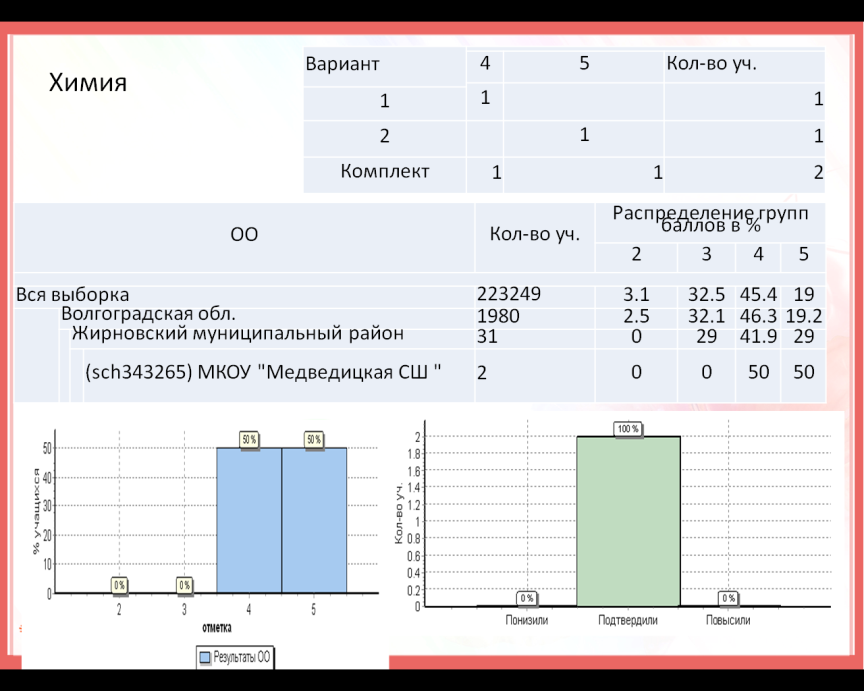 Химия
Вариант 4 5 Кол-во уч.
1 1 1
2 1 1
Комплект 1 1 2
ОО Кол-во уч. Распределение групп баллов в %
2 3 4 5
Вся выборка 223249 3.1 32.5 45.4 19
Волгоградская обл. 1980 2.5 32.1 46.3 19.2
Жирновский муниципальный район 31 0 29 41.9 29
(sch343265) МКОУ "Медведицкая СШ " 2 0 0 50 50
% учащихся
50
40
30
20
10
0
0 % 0 % 50 % 50 %
2 3 4 5
отметка
Результаты ОО
Кол-во уч.
2
1.8
1.6
1.4
1.2
1
0.8
0.6
0.4
0.2
0
0 % 100 % 0 %
Понизили Подтвердили Повысили